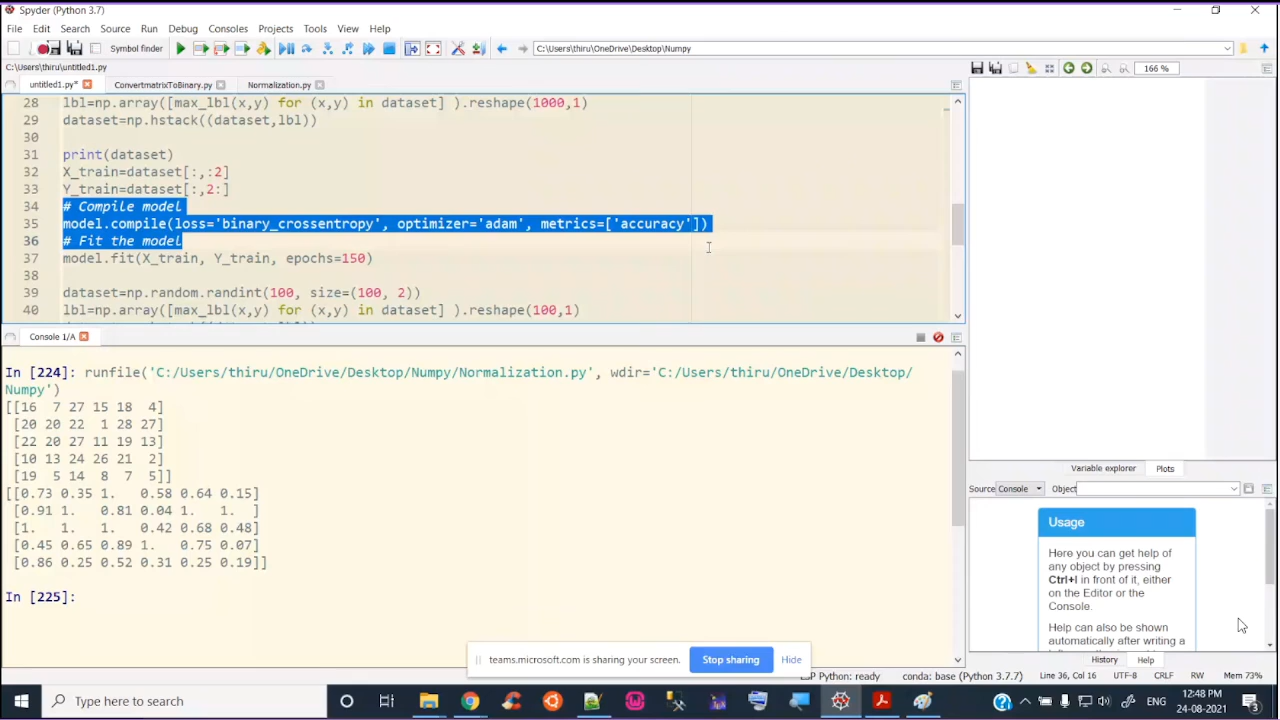 Spyder (Python 3.7)
File Edit Search Source Run Debug Consoles Projects Tools View Help
Symbol finder
C:\Users\thiru\OneDrive\Desktop\Numpy
C:\Users\thiru\untitled1.py
untitled1.py* ConvertmatrixToBinary.py Normalization.py
166 %
28 lbl=np.array([max_lbl(x,y) for (x,y) in dataset] ).reshape(1000,1)
29 dataset=np.hstack((dataset,lbl))
30
31 print(dataset)
32 X_train=dataset[:,:2]
33 Y_train=dataset[:,2:]
34 # Compile model
35 model.compile(loss='binary_crossentropy', optimizer='adam', metrics=['accuracy'])
36 # Fit the model
37 model.fit(X_train, Y_train, epochs=150)
38
39 dataset=np.random.randint(100, size=(100, 2))
40 lbl=np.array([max_lbl(x,y) for (x,y) in dataset] ).reshape(100,1)
Console 1/A
In [224]: runfile('C:/Users/thiru/OneDrive/Desktop/Numpy/Normalization.py', wdir='C:/Users/thiru/OneDrive/Desktop/
Numpy')
[[16 7 27 15 18 4]
[20 20 22 1 28 27]
[22 20 27 11 19 13]
[10 13 24 26 21 2]
[19 5 14 8 7 5]]
[[0.73 0.35 1. 0.58 0.64 0.15]
[0.91 1. 0.81 0.04 1. 1. ]
[1. 1. 1. 0.42 0.68 0.48]
[0.45 0.65 0.89 1. 0.75 0.07]
[0.86 0.25 0.52 0.31 0.25 0.19]]
In [225]:
Variable explorer Plots
Source Console Object
Usage
Here you can get help of
any object by pressing
Ctrl+I in front of it, either
on the Editor or the
Console.
Help can also be shown
automatically after writing a
History Help
teams.microsoft.com is sharing your screen. Stop sharing Hide
LSP Python: ready conda: base (Python 3.7.7) Line 36, Col 16 UTF-8 CRLF RW Mem 73%
Type here to search
ENG
12:48 PM
24-08-2021
3